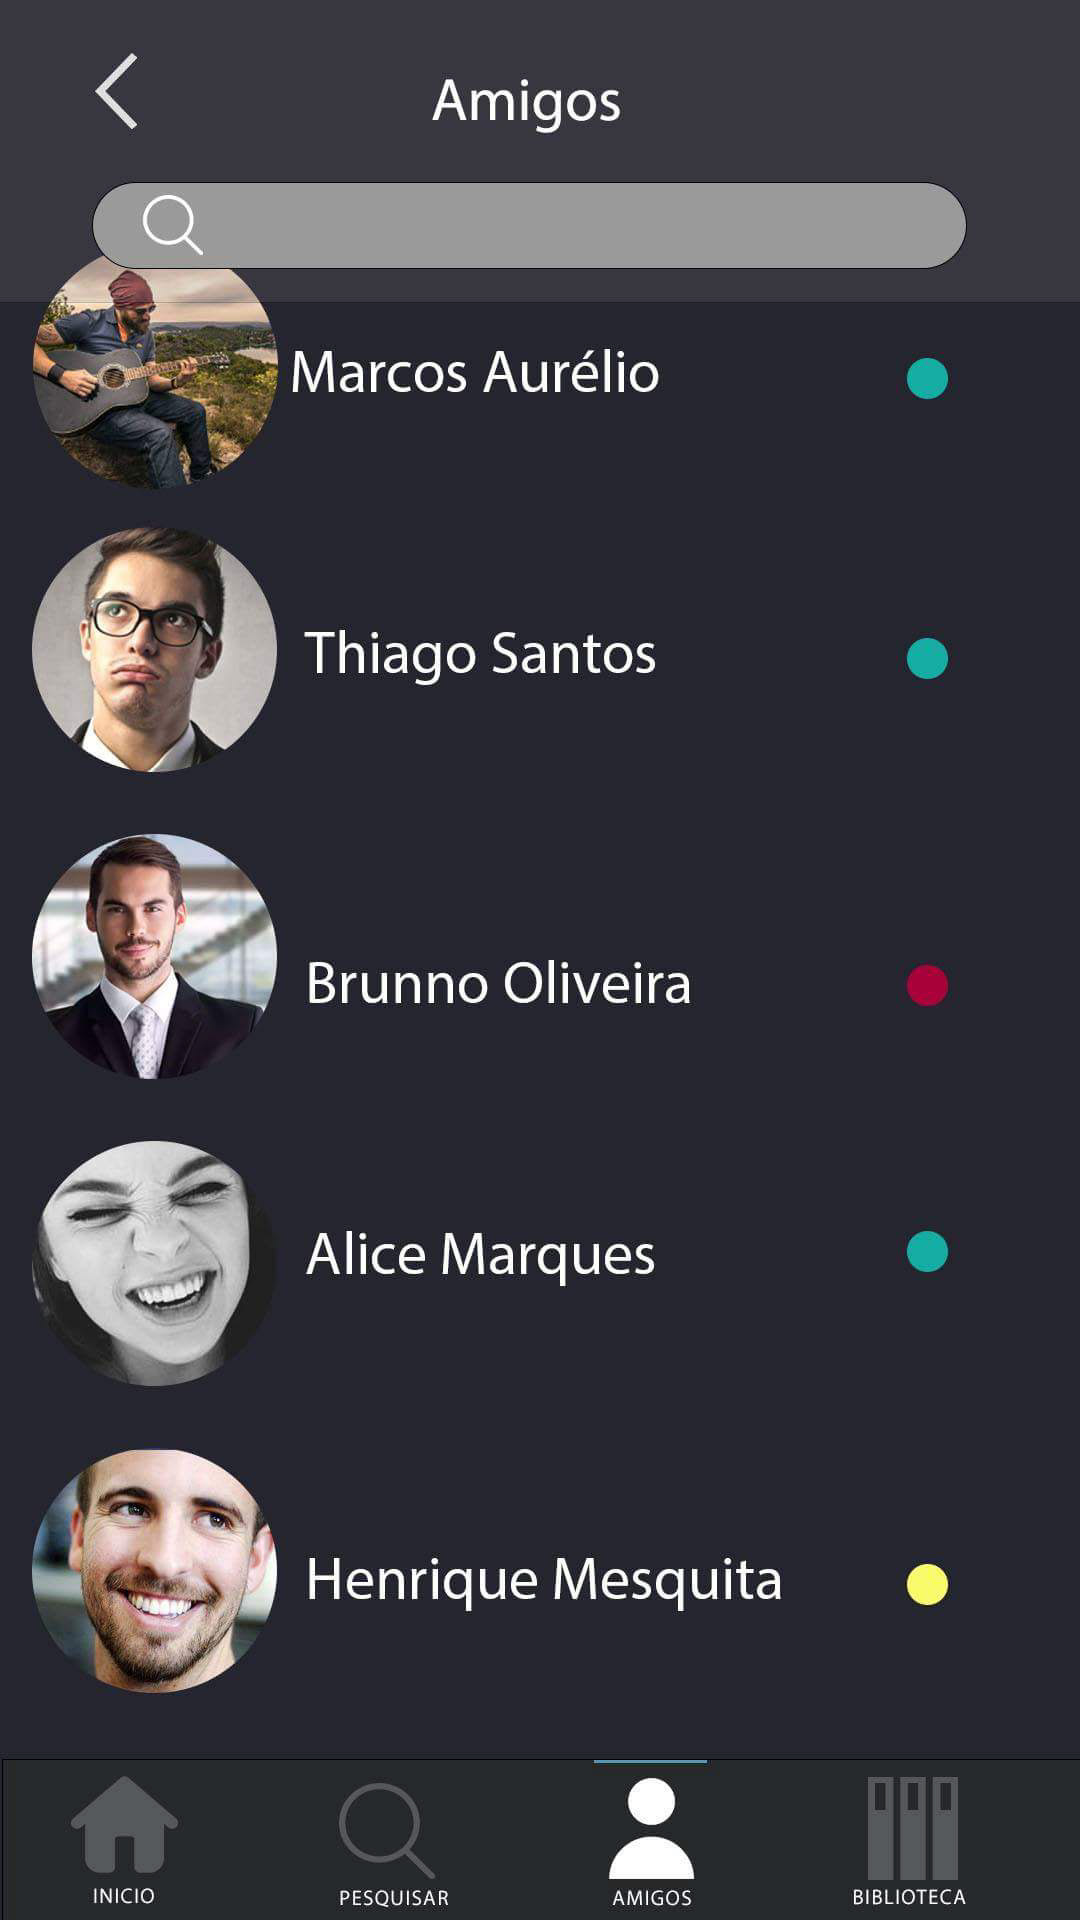 Amigos
Marcos Aurélio
Thiago Santos
Brunno Oliveira
Alice Marques
Henrique Mesquita
INICIO
PESQUISAR
AMIGOS
BIBLIOTECA